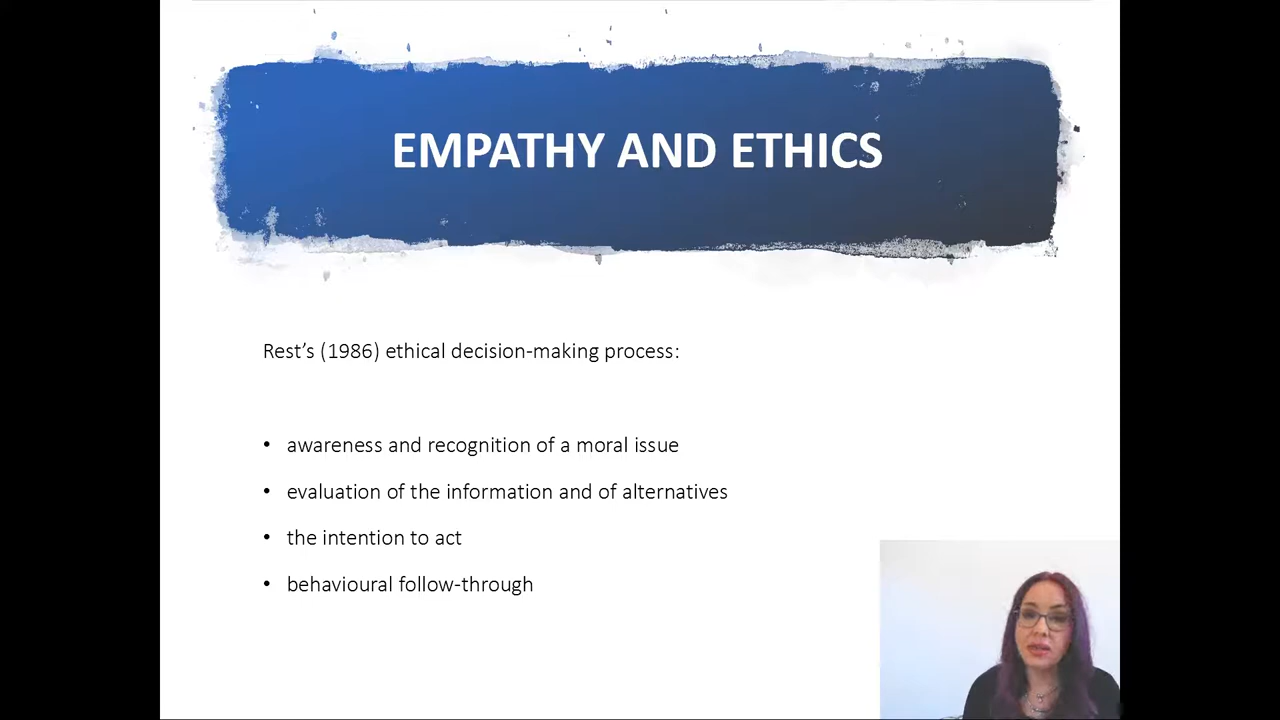 EMPATHY AND ETHICS
Rest’s (1986) ethical decision-making process:
• awareness and recognition of a moral issue
• evaluation of the information and of alternatives
• the intention to act
• behavioural follow-through